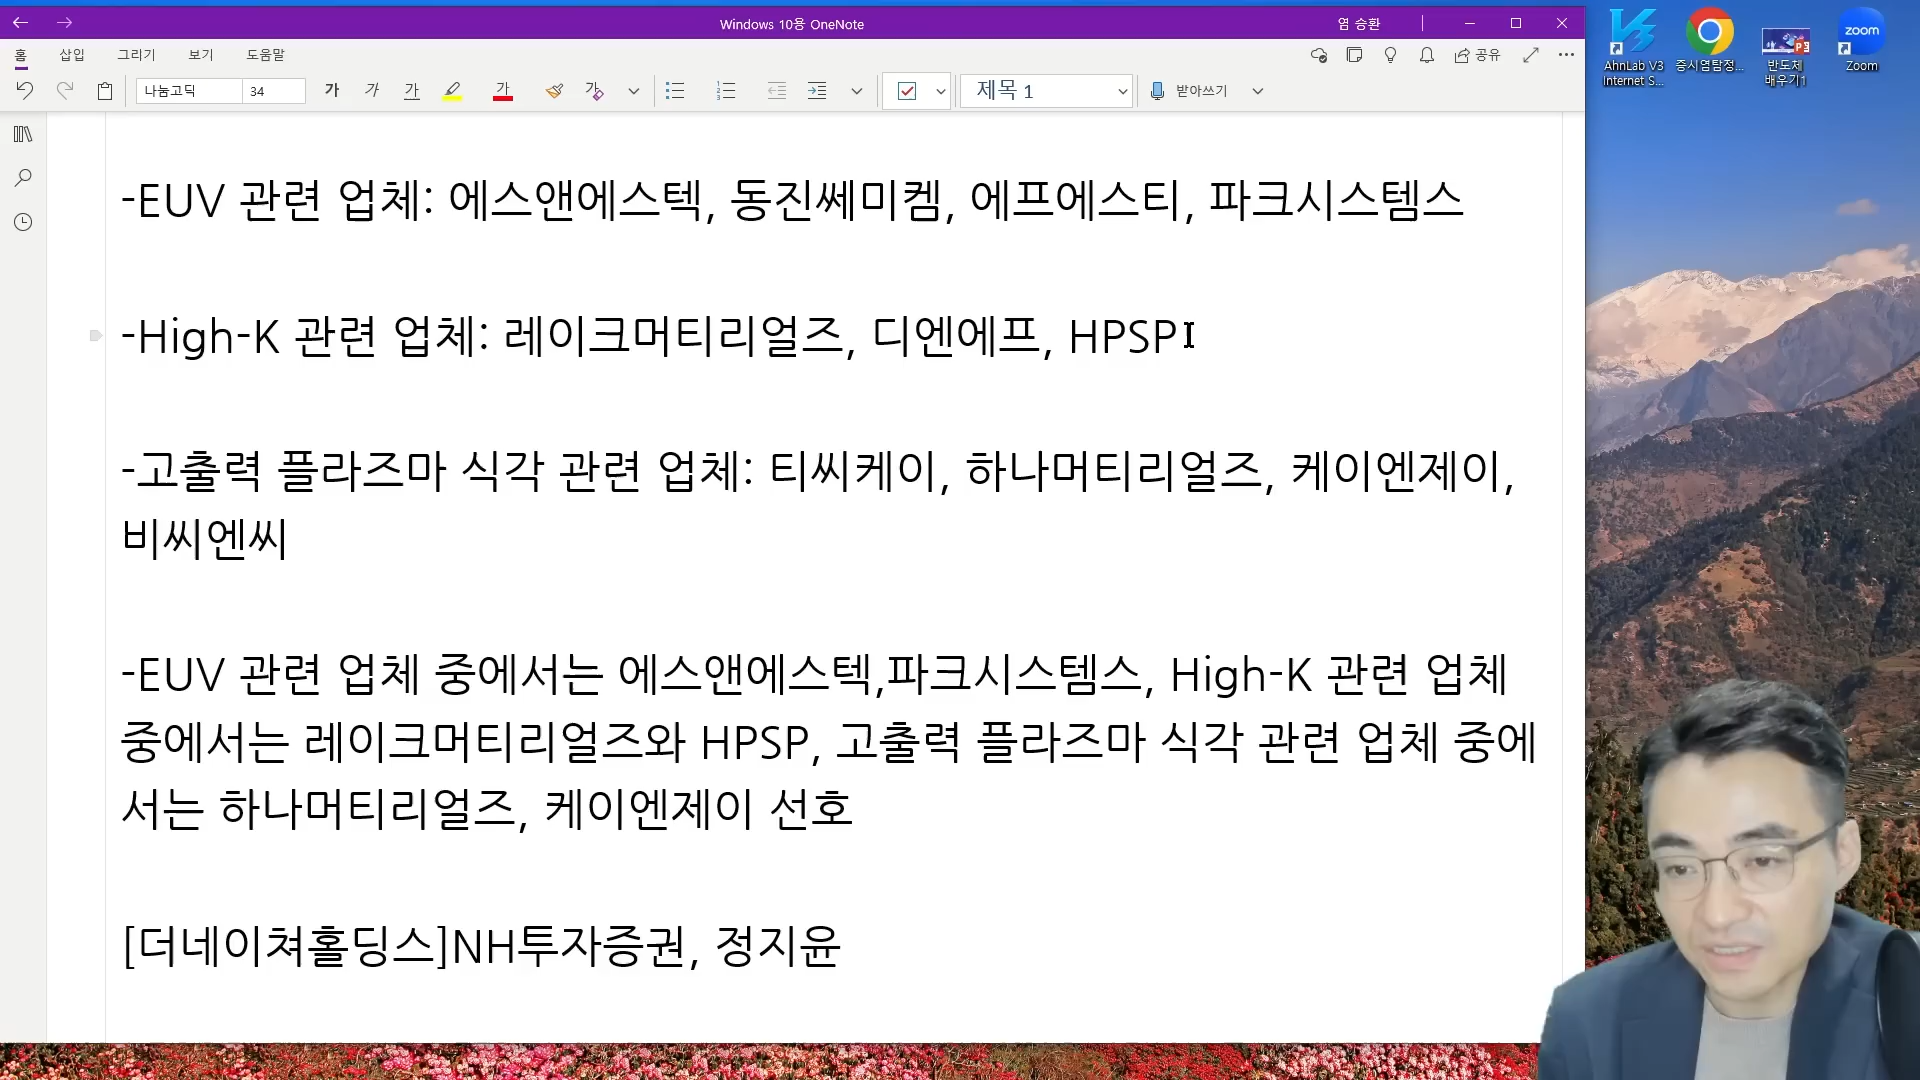 Windows 10용 OneNote
염 승환
홈 삽입 그리기 보기 도움말
공유
나눔고딕 34 가 가 가 가 가 제목 1 받아쓰기
-EUV 관련 업체: 에스앤에스텍, 동진쎄미켐, 에프에스티, 파크시스템스
-High-K 관련 업체: 레이크머티리얼즈, 디엔에프, HPSP
-고출력 플라즈마 식각 관련 업체: 티씨케이, 하나머티리얼즈, 케이엔제이,
비씨엔씨
-EUV 관련 업체 중에서는 에스앤에스텍,파크시스템스, High-K 관련 업체
중에서는 레이크머티리얼즈와 HPSP, 고출력 플라즈마 식각 관련 업체 중에
서는 하나머티리얼즈, 케이엔제이 선호
[더네이쳐홀딩스]NH투자증권, 정지윤
AhnLab V3
Internet S...
증시염탐정...
반도체
배우기1
zoom
Zoom